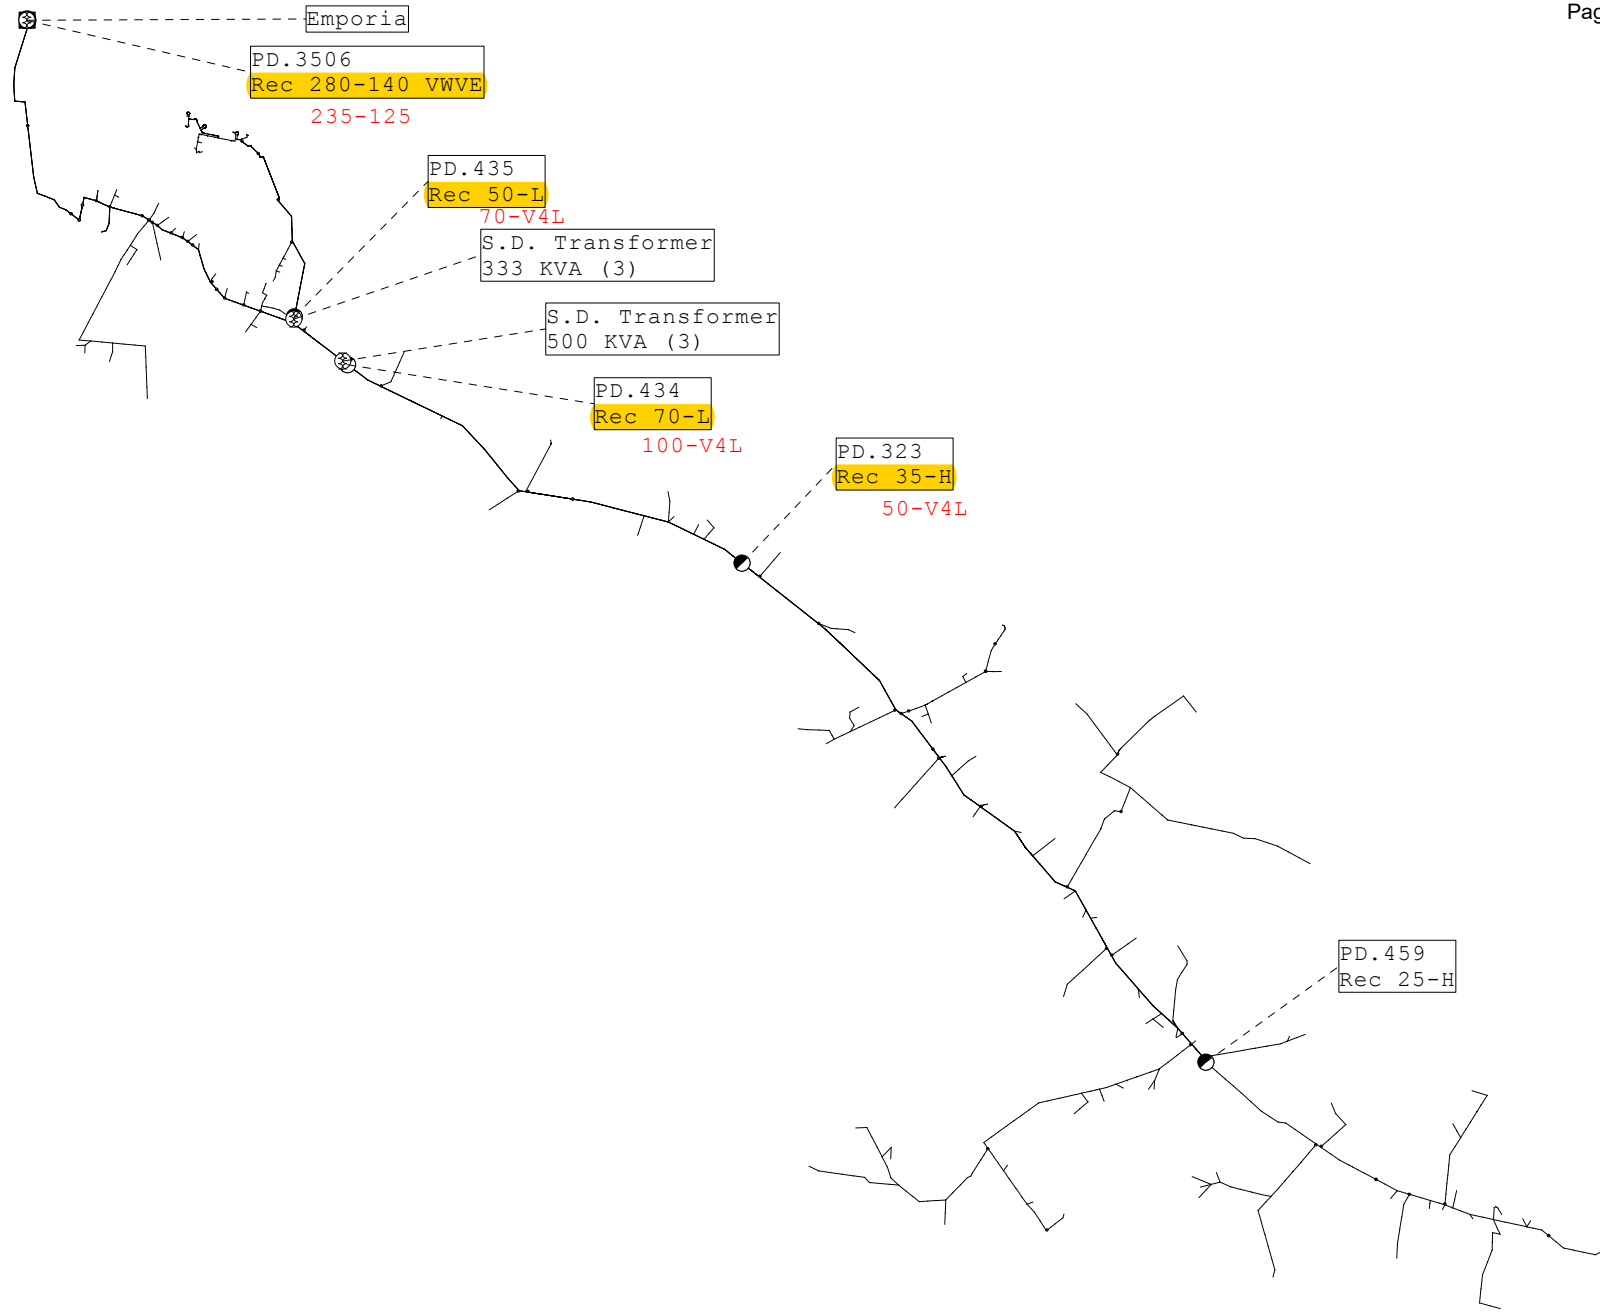 Pag
Emporia
PD.3506
Rec 280-140 VWVE
235-125
PD.435
Rec 50-L
70-V4L
S.D. Transformer
333 KVA (3)
S.D. Transformer
500 KVA (3)
PD.434
Rec 70-L
100-V4L
PD.323
Rec 35-H
50-V4L
PD.459
Rec 25-H